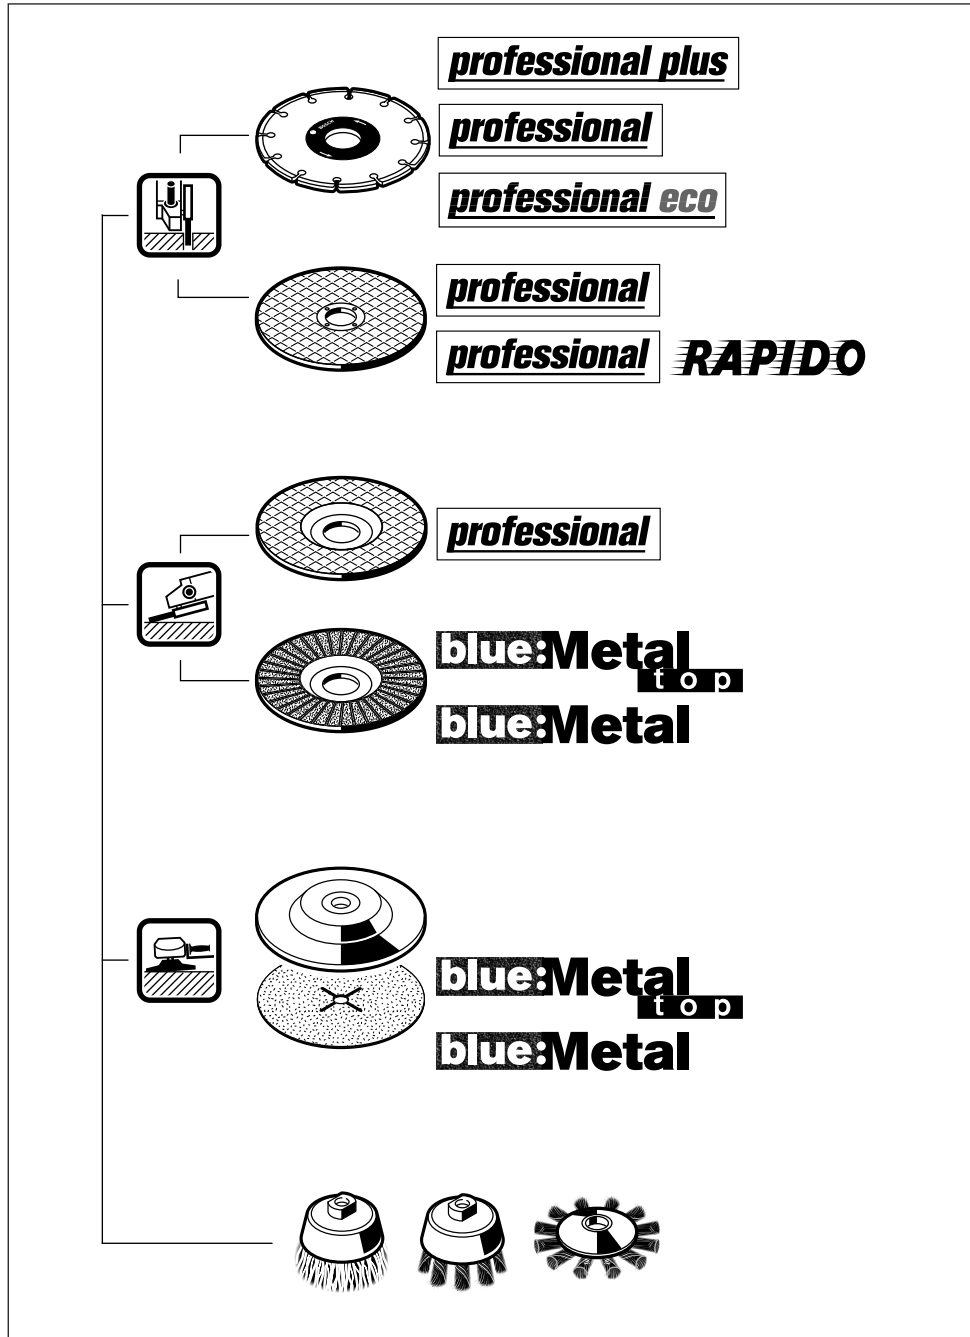 professional plus
BOSCH
professional
professional eco
professional
professional RAPIDO
professional
blue:Metal
top
blue:Metal
blue:Metal
top
blue:Metal